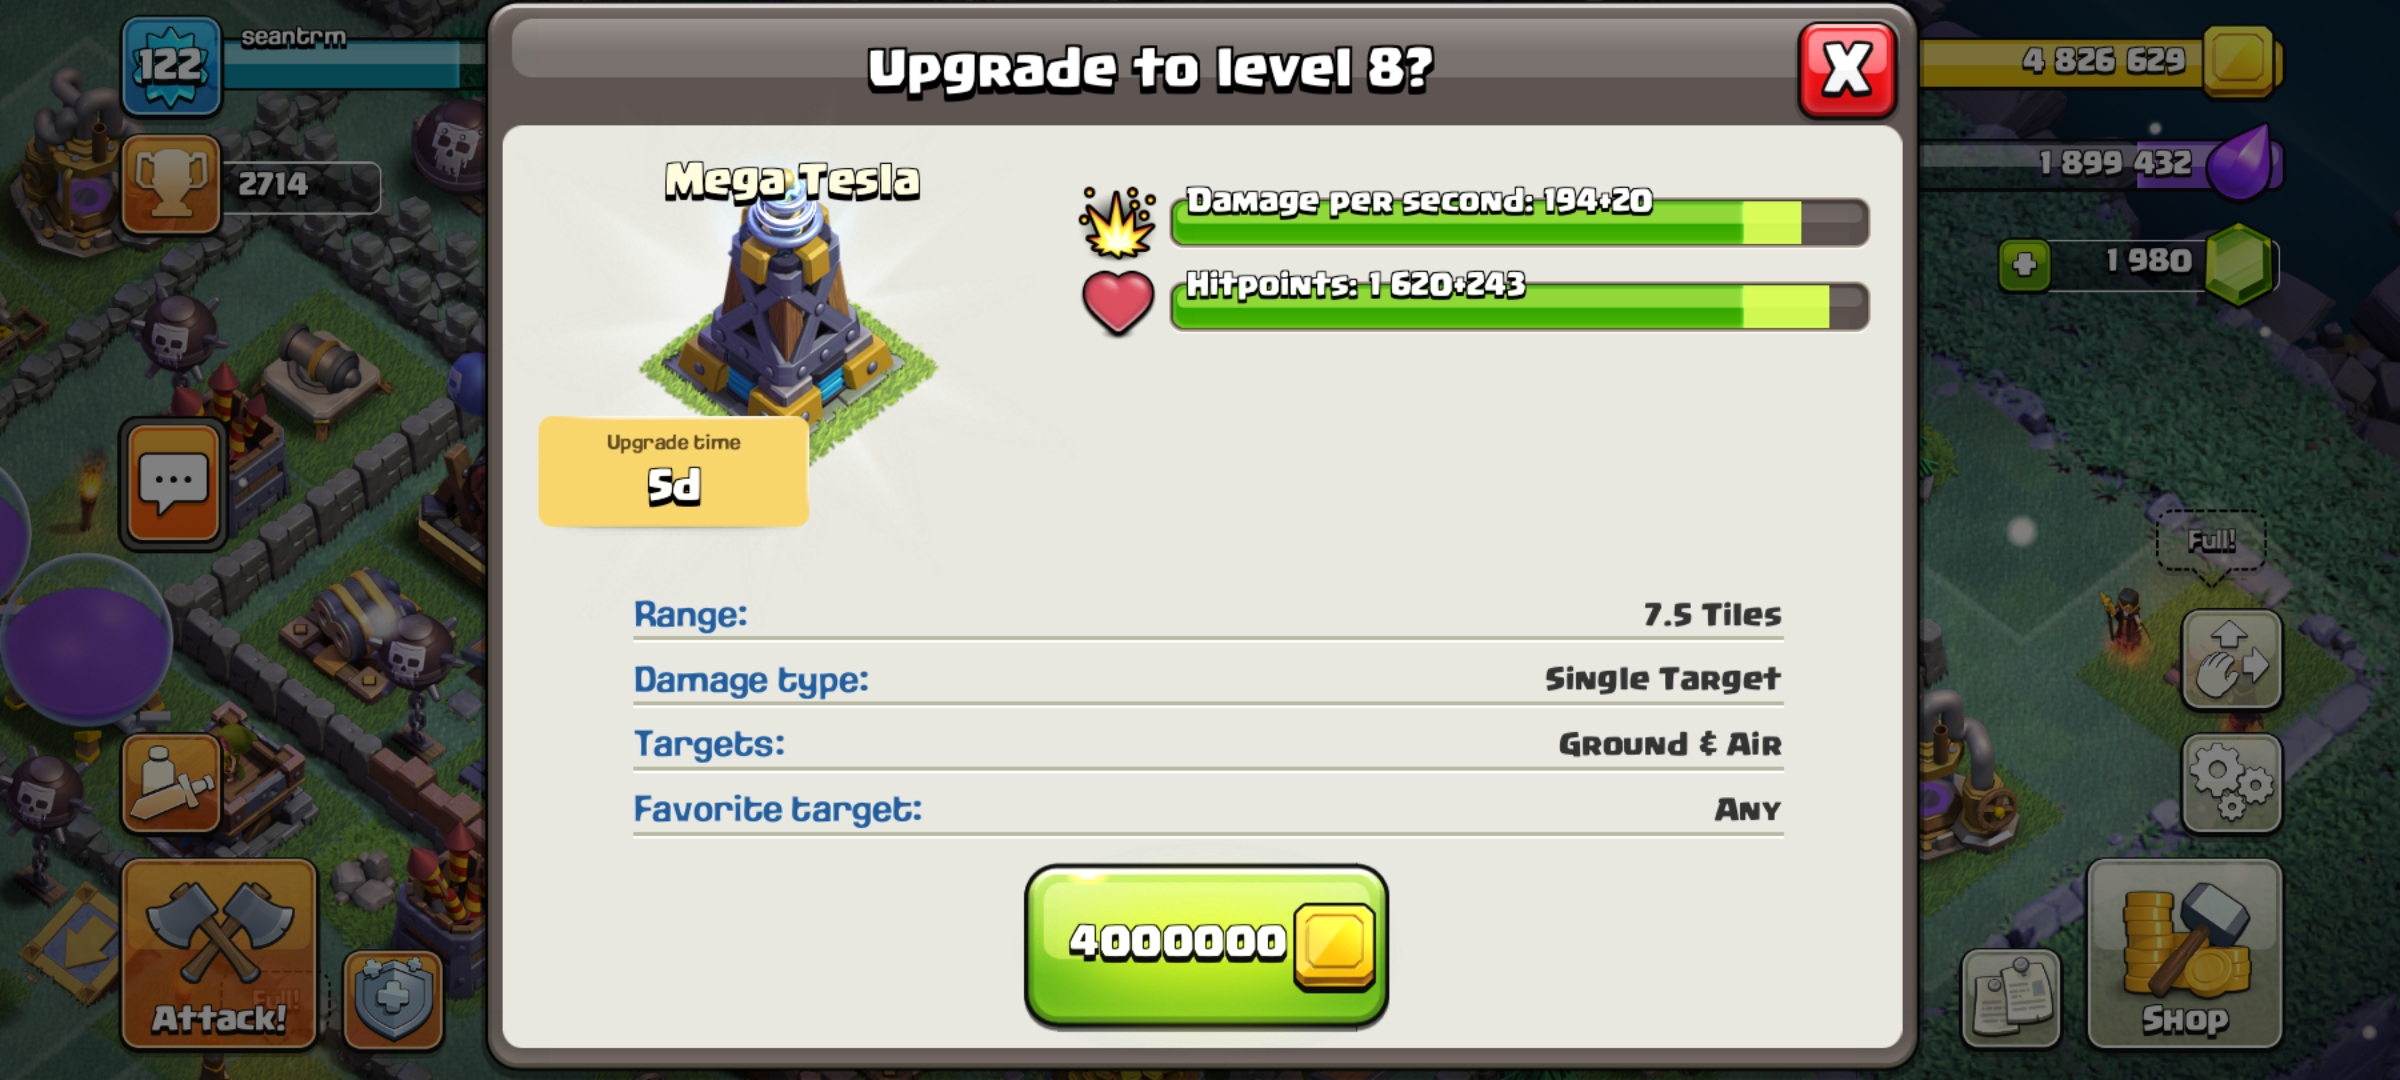 122
seantrm
2714
Upgrade to level 8?
X
4 826 629
1 899 432
1 980
Mega Tesla
Damage per second: 194+20
Hitpoints: 1 620+243
Upgrade time
5d
Range: 7.5 Tiles
Damage type: Single Target
Targets: Ground & Air
Favorite target: Any
4000000
Full!
Full!
Attack!
Shop